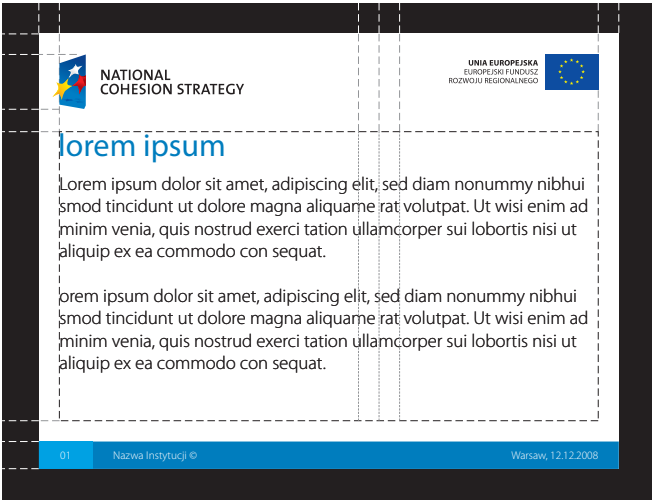 NATIONAL
COHESION STRATEGY
UNIA EUROPEJSKA
EUROPEJSKI FUNDUSZ
ROZWOJU REGIONALNEGO
lorem ipsum
Lorem ipsum dolor sit amet, adipiscing elit, sed diam nonummy nibhui
smod tincidunt ut dolore magna aliquame rat volutpat. Ut wisi enim ad
minim venia, quis nostrud exerci tation ullamcorper sui lobortis nisi ut
aliquip ex ea commodo con sequat.
orem ipsum dolor sit amet, adipiscing elit, sed diam nonummy nibhui
smod tincidunt ut dolore magna aliquame rat volutpat. Ut wisi enim ad
minim venia, quis nostrud exerci tation ullamcorper sui lobortis nisi ut
aliquip ex ea commodo con sequat.
01 Nazwa Instytucji © Warsaw, 12.12.2008